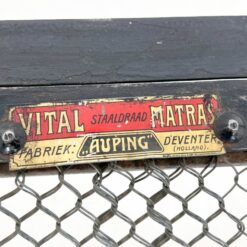 VITAL STAALDRAAD MATRAS
FABRIEK: „AUPING” DEVENTER
(HOLLAND).